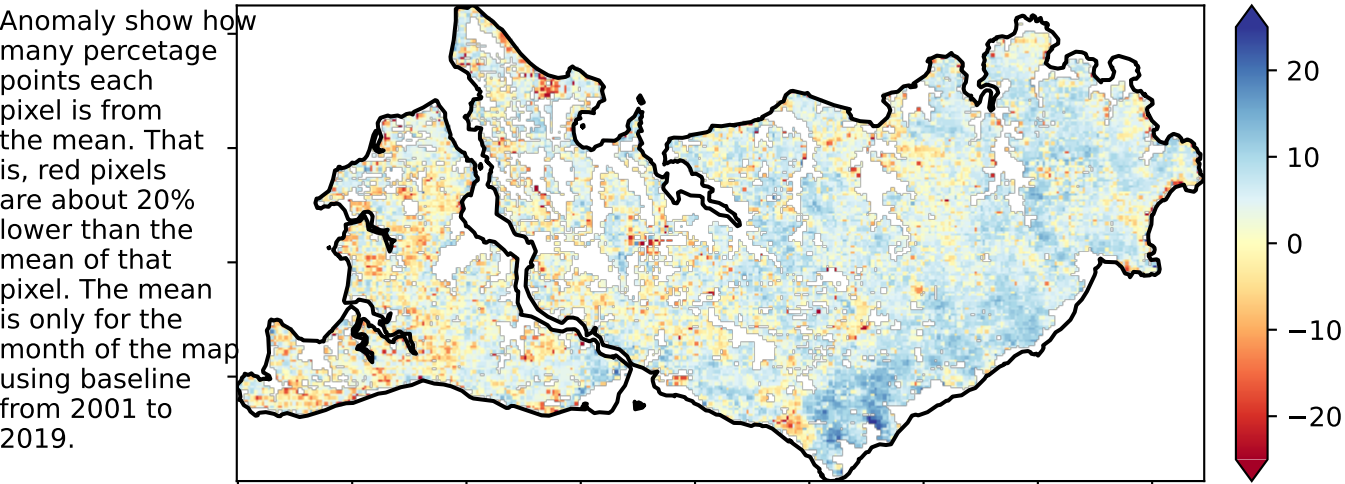 Anomaly show how
many percetage
points each
pixel is from
the mean. That
is, red pixels
are about 20%
lower than the
mean of that
pixel. The mean
is only for the
month of the map
using baseline
from 2001 to
2019.
20
10
0
−10
−20